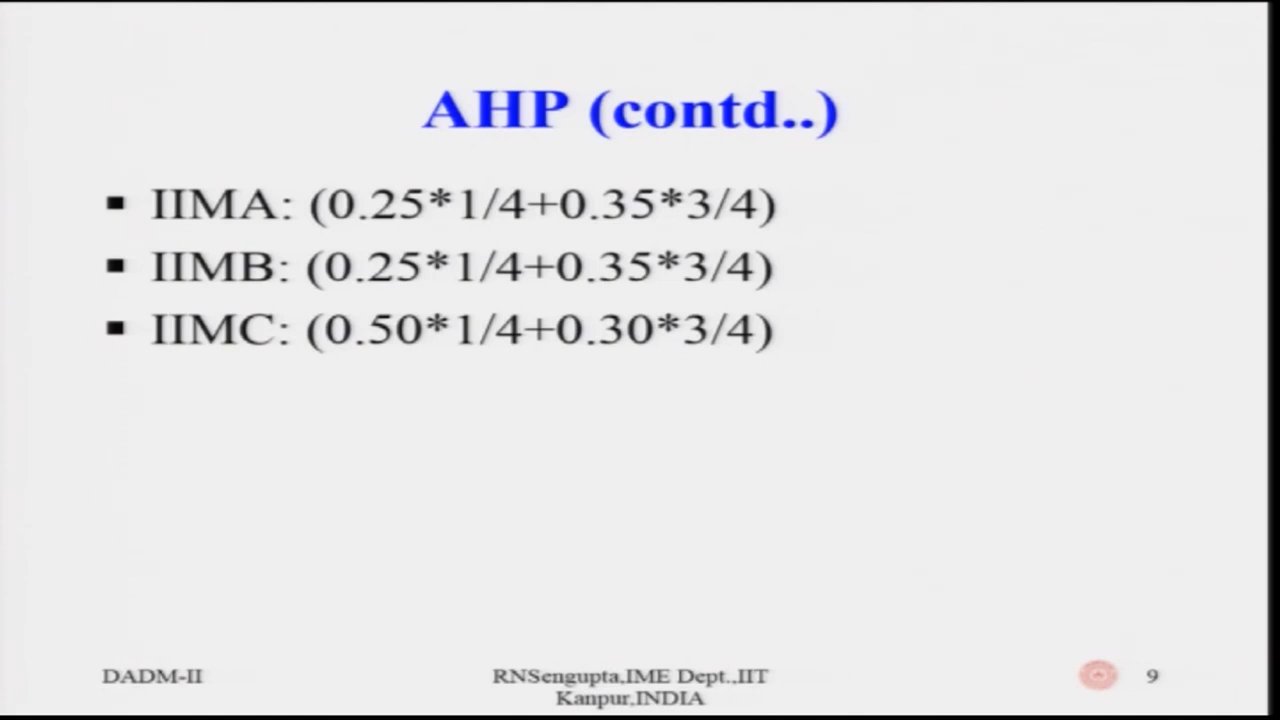 AHP (contd..)
▪ IIMA: (0.25*1/4+0.35*3/4)
▪ IIMB: (0.25*1/4+0.35*3/4)
▪ IIMC: (0.50*1/4+0.30*3/4)
DADM-II
RNSengupta,IME Dept.,IIT
Kanpur,INDIA
9